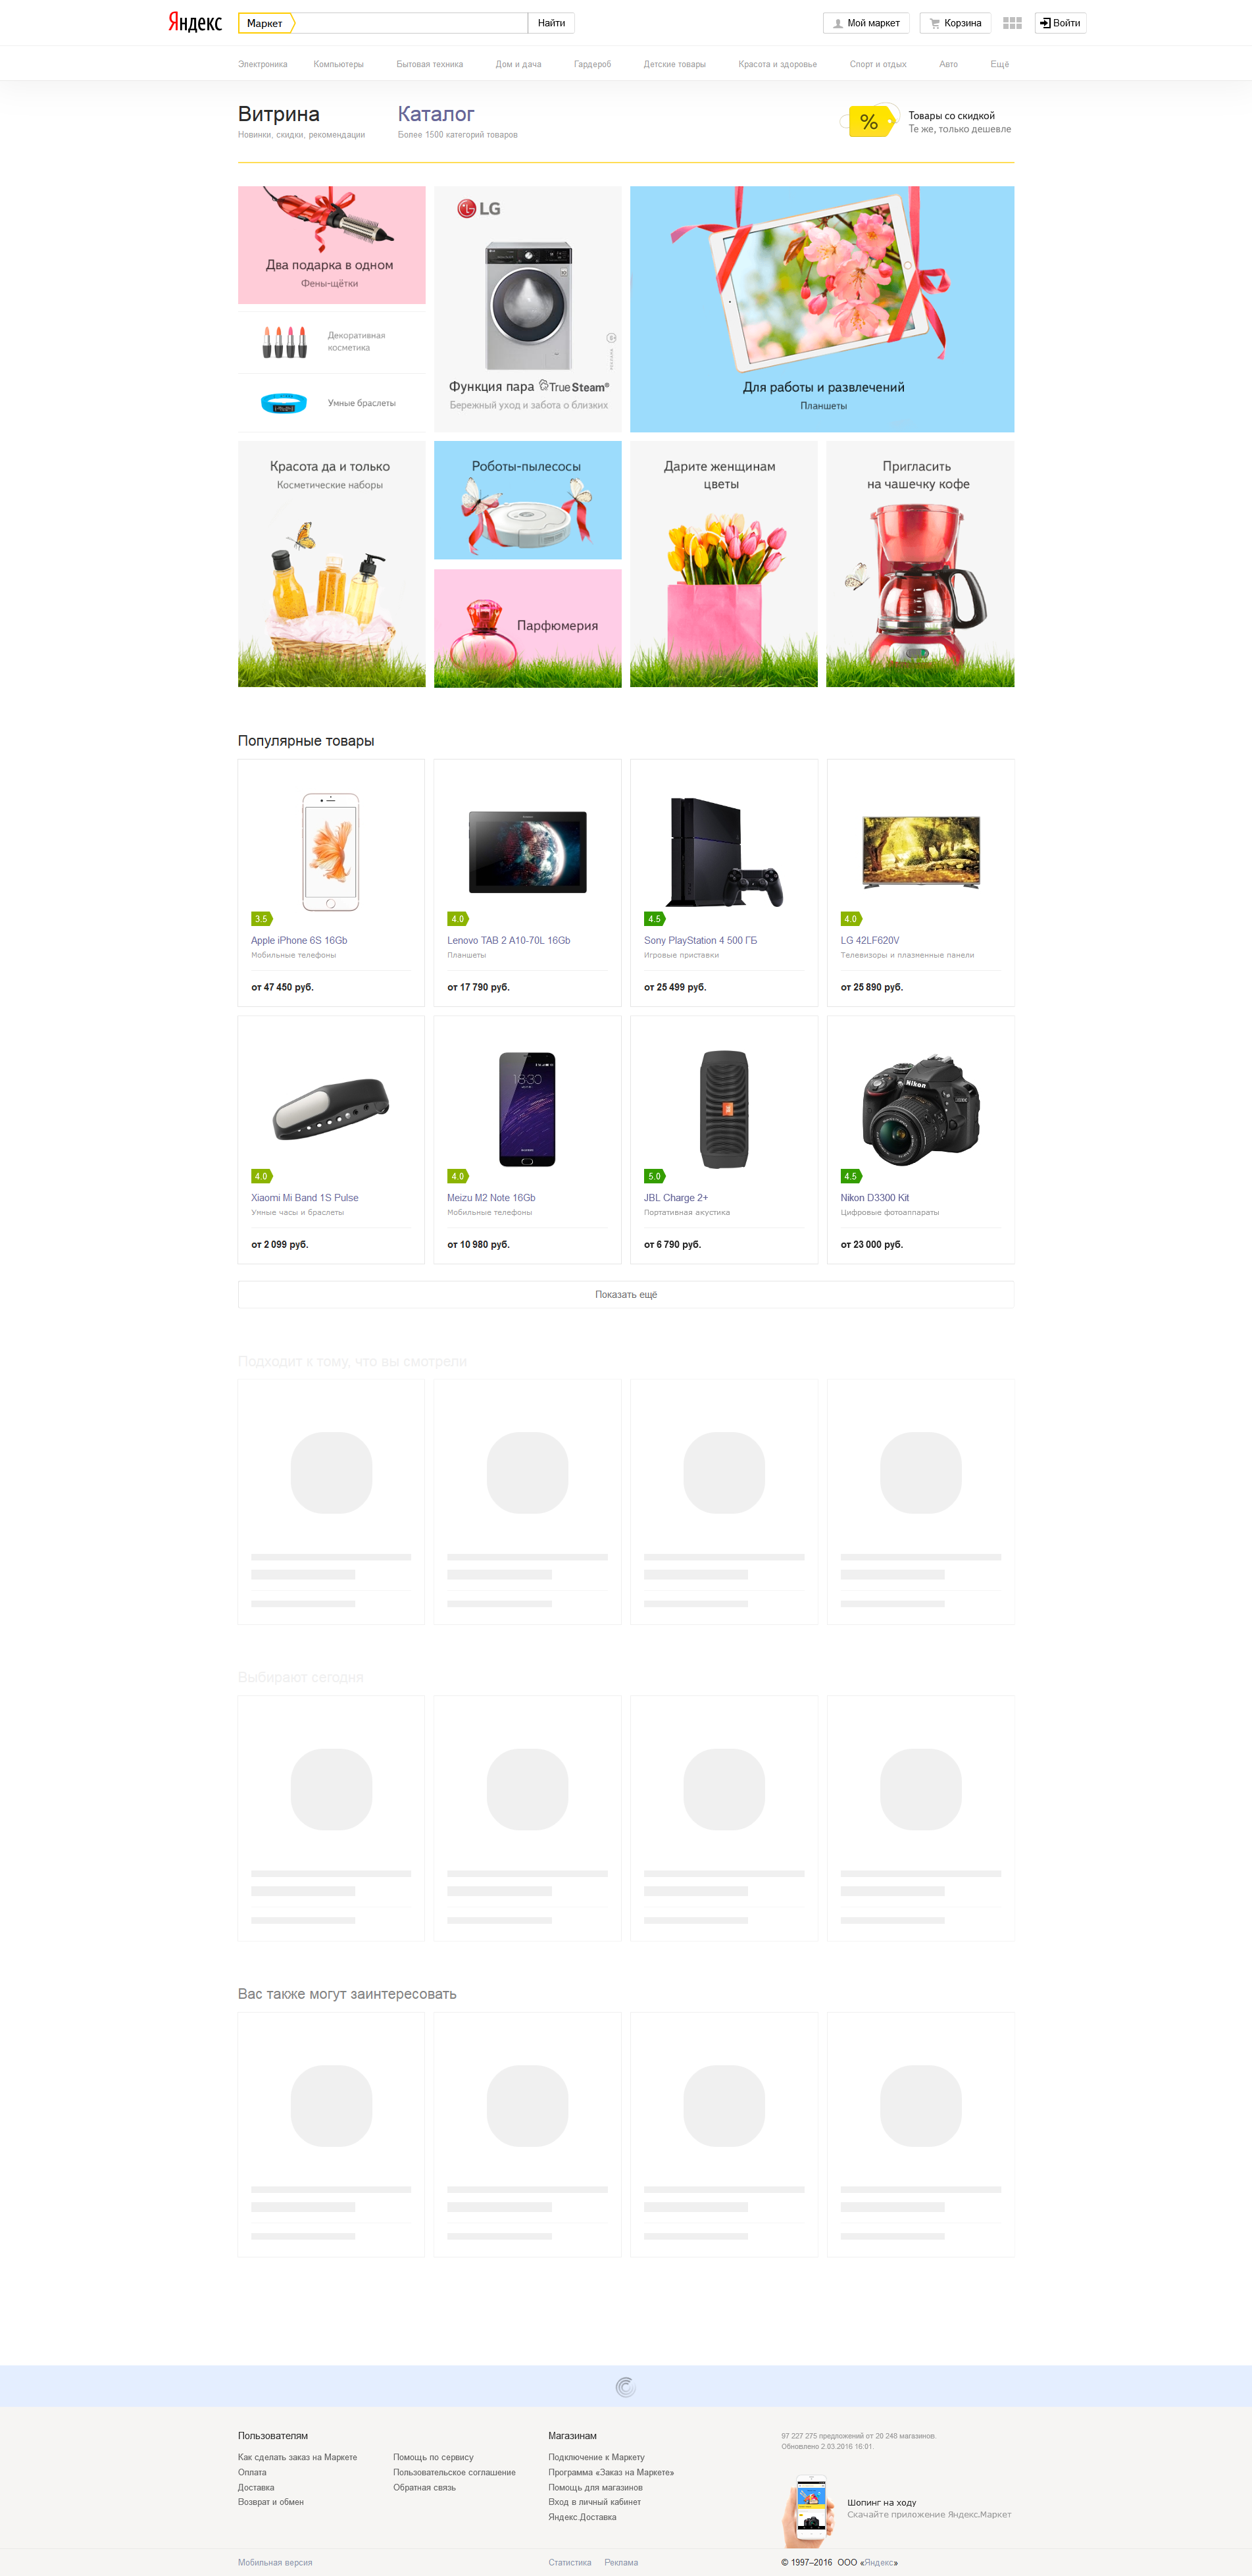 Яндекс
Маркет
Найти
Мой маркет
Корзина
Войти
Электроника
Компьютеры
Бытовая техника
Дом и дача
Гардероб
Детские товары
Красота и здоровье
Спорт и отдых
Авто
Ещё
Витрина
Новинки, скидки, рекомендации
Каталог
Более 1500 категорий товаров
%
Товары со скидкой
Те же, только дешевле
Два подарка в одном
Фены-щётки
Декоративная
косметика
Умные браслеты
LG
Функция пара TrueSteam®
Бережный уход и забота о близких
Для работы и развлечений
Планшеты
Красота да и только
Косметические наборы
Роботы-пылесосы
Парфюмерия
Дарите женщинам
цветы
Пригласить
на чашечку кофе
Популярные товары
3.5
Apple iPhone 6S 16Gb
Мобильные телефоны
от 47 450 руб.
4.0
Lenovo TAB 2 A10-70L 16Gb
Планшеты
от 17 790 руб.
4.5
Sony PlayStation 4 500 ГБ
Игровые приставки
от 25 499 руб.
4.0
LG 42LF620V
Телевизоры и плазменные панели
от 25 890 руб.
4.0
Xiaomi Mi Band 1S Pulse
Умные часы и браслеты
от 2 099 руб.
18:30
4.0
Meizu M2 Note 16Gb
Мобильные телефоны
от 10 980 руб.
5.0
JBL Charge 2+
Портативная акустика
от 6 790 руб.
Nikon
4.5
Nikon D3300 Kit
Цифровые фотоаппараты
от 23 000 руб.
Показать ещё
Подходит к тому, что вы смотрели
Выбирают сегодня
Вас также могут заинтересовать
Пользователям
Как сделать заказ на Маркете
Оплата
Доставка
Возврат и обмен
Помощь по сервису
Пользовательское соглашение
Обратная связь
Магазинам
Подключение к Маркету
Программа «Заказ на Маркете»
Помощь для магазинов
Вход в личный кабинет
Яндекс.Доставка
97 227 275 предложений от 20 248 магазинов.
Обновлено 2.03.2016 16:01.
Шопинг на ходу
Скачайте приложение Яндекс.Маркет
Мобильная версия
Статистика
Реклама
© 1997–2016 ООО «Яндекс»